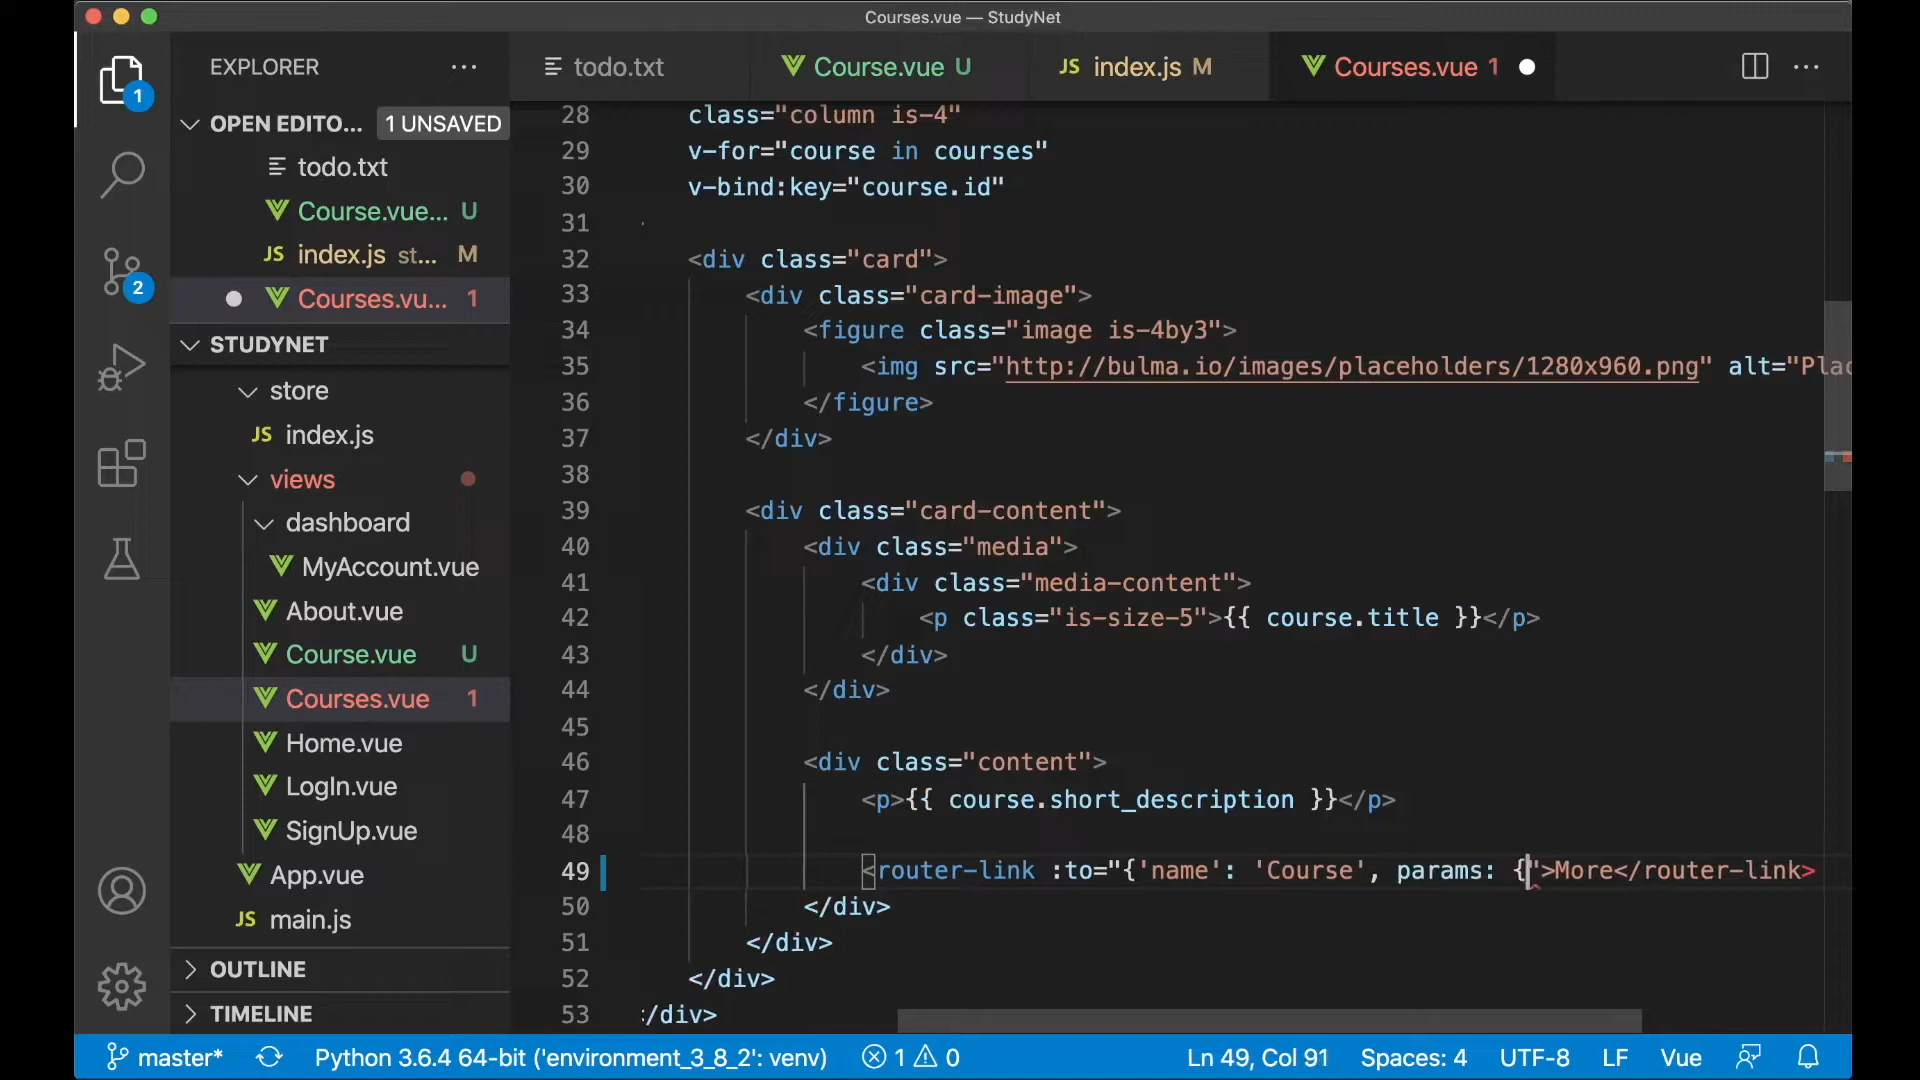 Courses.vue — StudyNet
EXPLORER
todo.txt
Course.vue U
JS index.js M
Courses.vue 1
1
OPEN EDITO... 1 UNSAVED
todo.txt
Course.vue... U
JS index.js st... M
Courses.vu... 1
2
STUDYNET
store
JS index.js
views
dashboard
MyAccount.vue
About.vue
Course.vue U
Courses.vue 1
Home.vue
LogIn.vue
SignUp.vue
App.vue
JS main.js
OUTLINE
TIMELINE
28 class="column is-4"
29 v-for="course in courses"
30 v-bind:key="course.id"
31
32 <div class="card">
33 <div class="card-image">
34 <figure class="image is-4by3">
35 <img src="http://bulma.io/images/placeholders/1280x960.png" alt="Plac
36 </figure>
37 </div>
38
39 <div class="card-content">
40 <div class="media">
41 <div class="media-content">
42 <p class="is-size-5">{{ course.title }}</p>
43 </div>
44 </div>
45
46 <div class="content">
47 <p>{{ course.short_description }}</p>
48
49 <router-link :to="{'name': 'Course', params: {">More</router-link>
50 </div>
51 </div>
52 </div>
53 /div>
master* Python 3.6.4 64-bit ('environment_3_8_2': venv) 1 0 Ln 49, Col 91 Spaces: 4 UTF-8 LF Vue